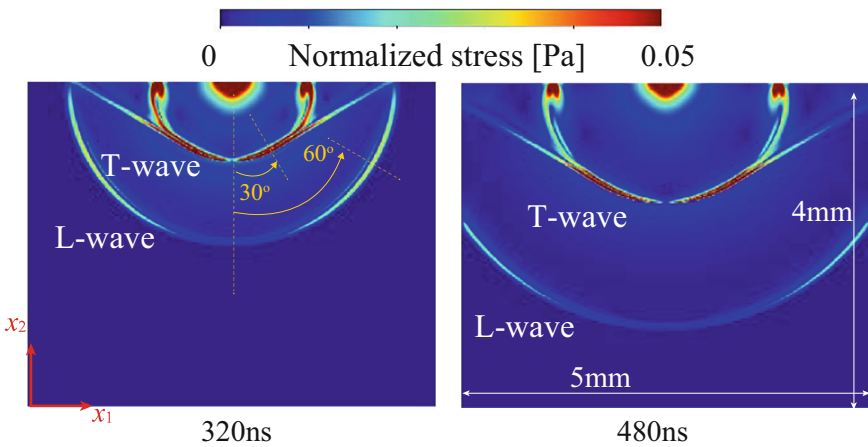 0 Normalized stress [Pa] 0.05
T-wave
30°
60°
L-wave
x2
x1
320ns
T-wave
4mm
L-wave
5mm
480ns